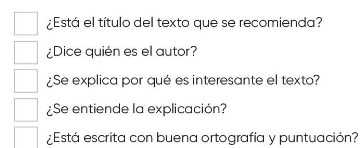 ¿Está el título del texto que se recomienda?
¿Dice quién es el autor?
¿Se explica por qué es interesante el texto?
¿Se entiende la explicación?
¿Está escrita con buena ortografía y puntuación?